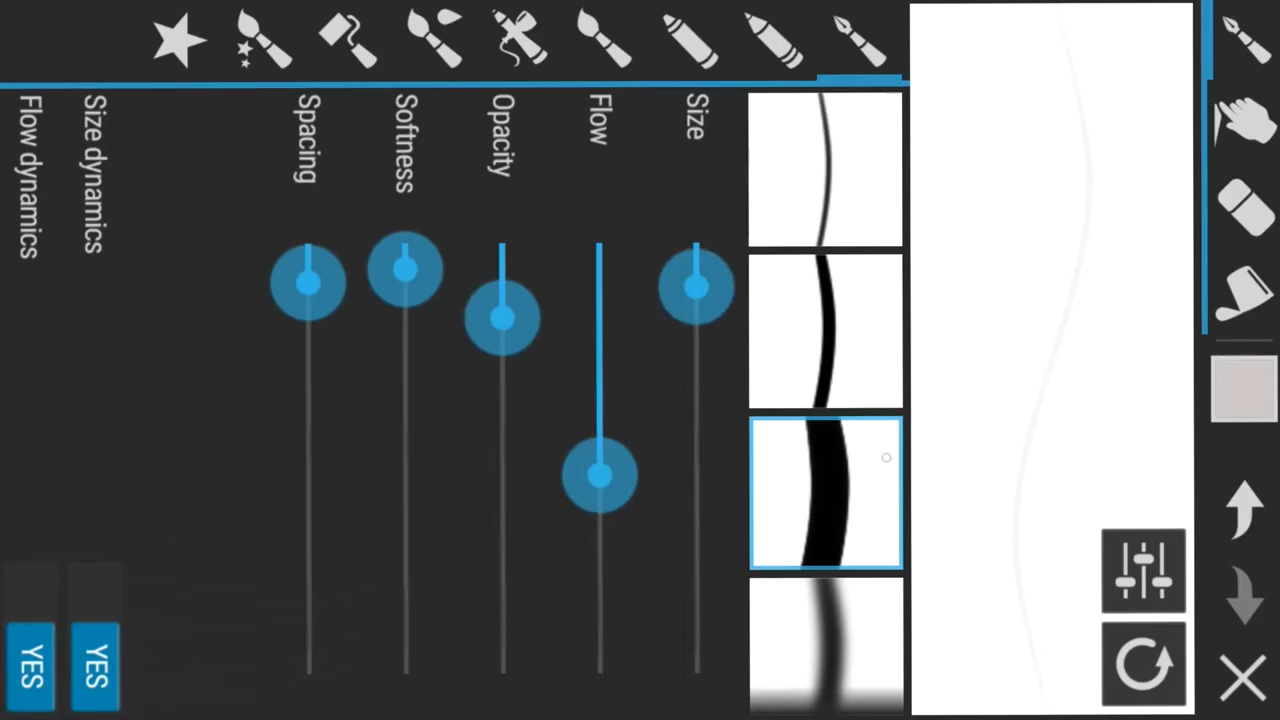 Size
Flow
Opacity
Softness
Spacing
Size dynamics YES
Flow dynamics YES